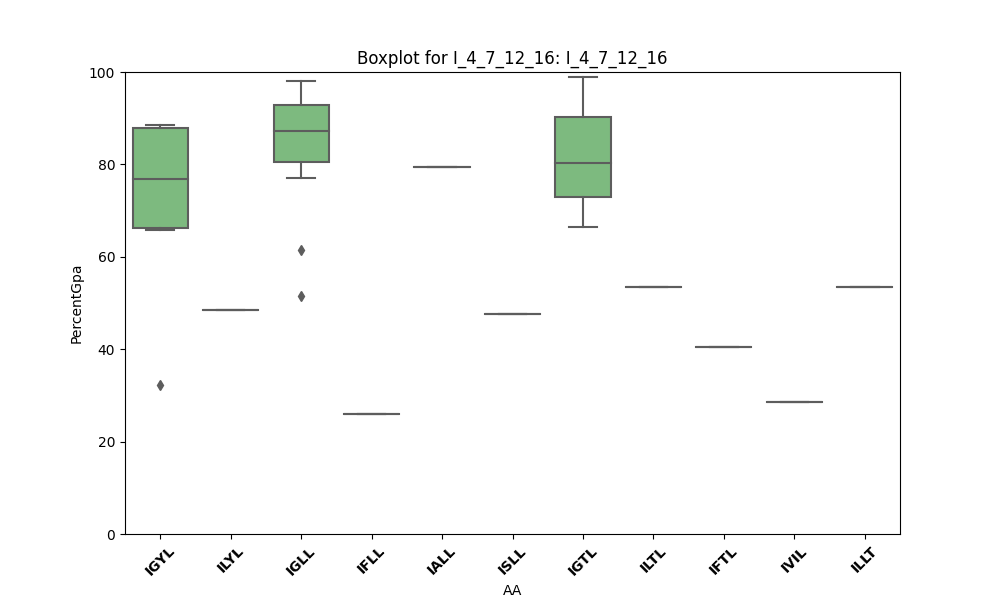 Boxplot for I_4_7_12_16: I_4_7_12_16
100
80
60
40
20
0
PercentGpa
IGYL
ILYL
IGLL
IFLL
IALL
ISLL
IGTL
ILTL
IFTL
IVIL
ILLT
AA